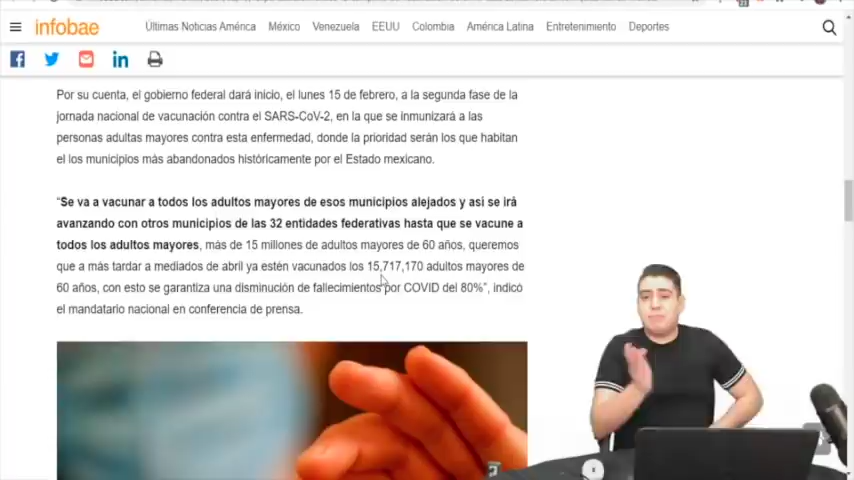 infobae
Últimas Noticias América México Venezuela EEUU Colombia América Latina Entretenimiento Deportes
Por su cuenta, el gobierno federal dará inicio, el lunes 15 de febrero, a la segunda fase de la
jornada nacional de vacunación contra el SARS-CoV-2, en la que se inmunizará a las
personas adultas mayores contra esta enfermedad, donde la prioridad serán los que habitan
el los municipios más abandonados históricamente por el Estado mexicano.
“Se va a vacunar a todos los adultos mayores de esos municipios alejados y así se irá
avanzando con otros municipios de las 32 entidades federativas hasta que se vacune a
todos los adultos mayores, más de 15 millones de adultos mayores de 60 años, queremos
que a más tardar a mediados de abril ya estén vacunados los 15,717,170 adultos mayores de
60 años, con esto se garantiza una disminución de fallecimientos por COVID del 80%”, indicó
el mandatario nacional en conferencia de prensa.